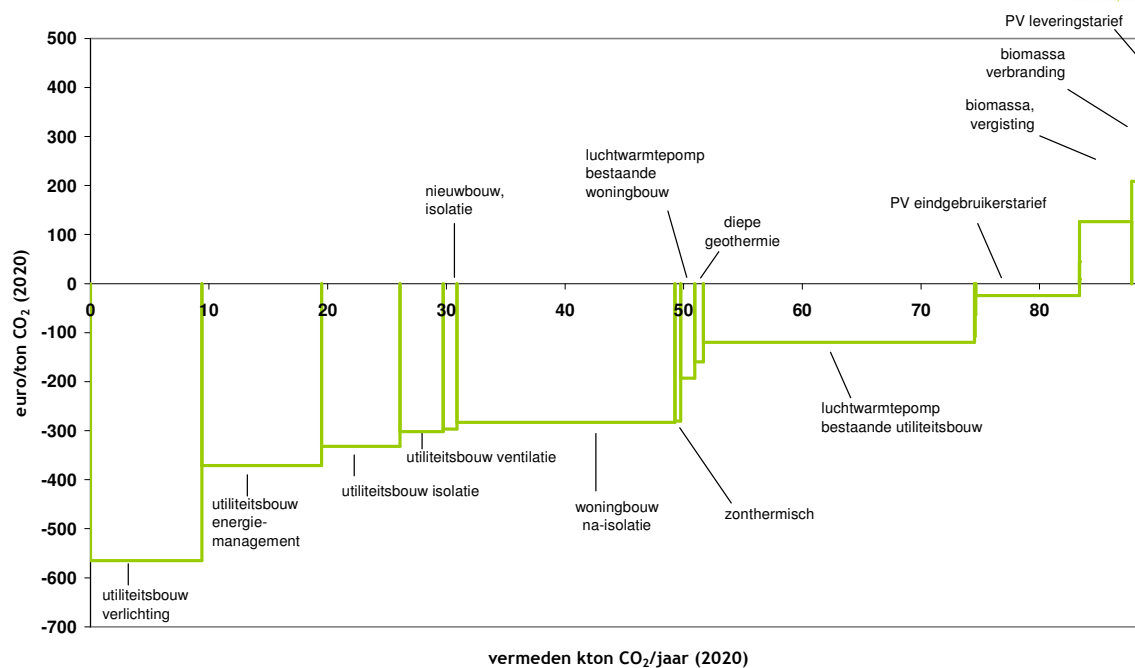 PV leveringstarief
500
biomassa
verbranding
400
biomassa,
vergisting
300
luchtwarmtepomp
bestaande
woningbouw
nieuwbouw,
isolatie
200
PV eindgebruikerstarief
diepe
geothermie
100
0
0
10
20
30
40
50
60
70
80
-100
-200
luchtwarmtepomp
bestaande utiliteitsbouw
-300
utiliteitsbouw ventilatie
utiliteitsbouw isolatie
-400
utiliteitsbouw
energie-
management
woningbouw
na-isolatie
zonthermisch
-500
-600
utiliteitsbouw
verlichting
-700
euro/ton CO₂ (2020)
vermeden kton CO₂/jaar (2020)